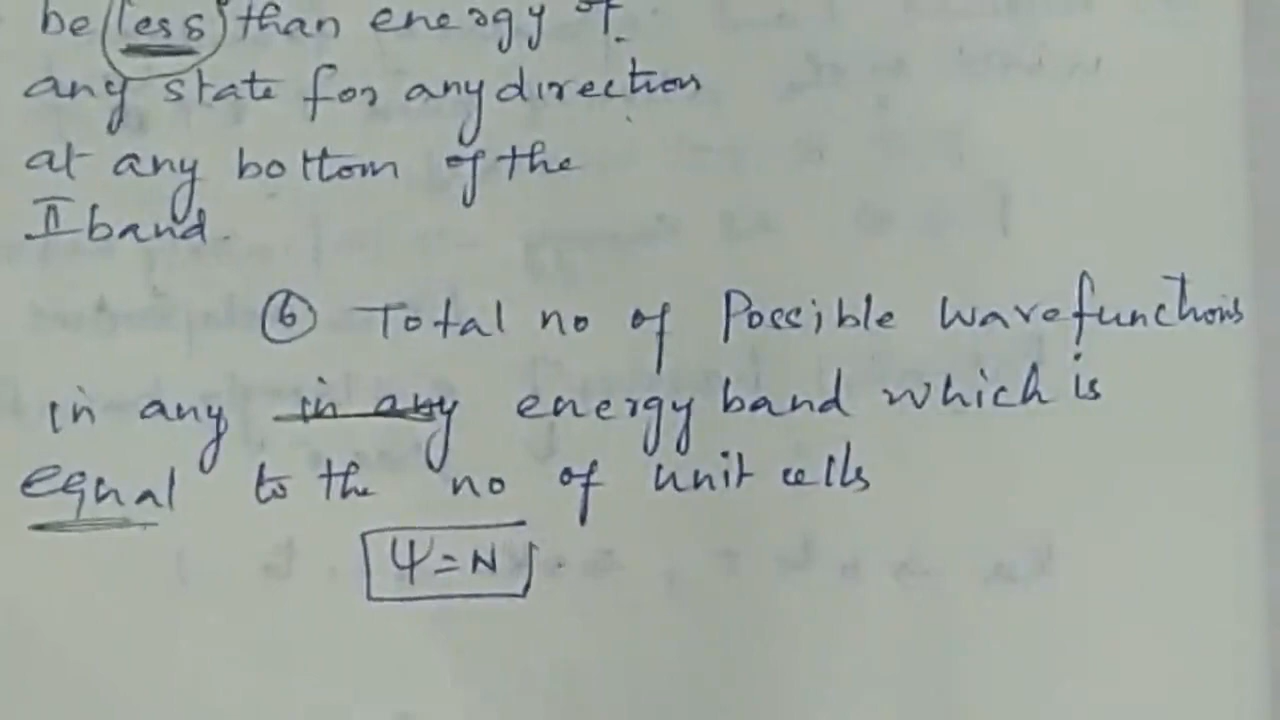 be less than energy of
any state for any direction
at any bottom of the
II band.
⑥ Total no of Possible wavefunctions
in any in any energy band which is
equal to the no of unit cells
Ψ = N